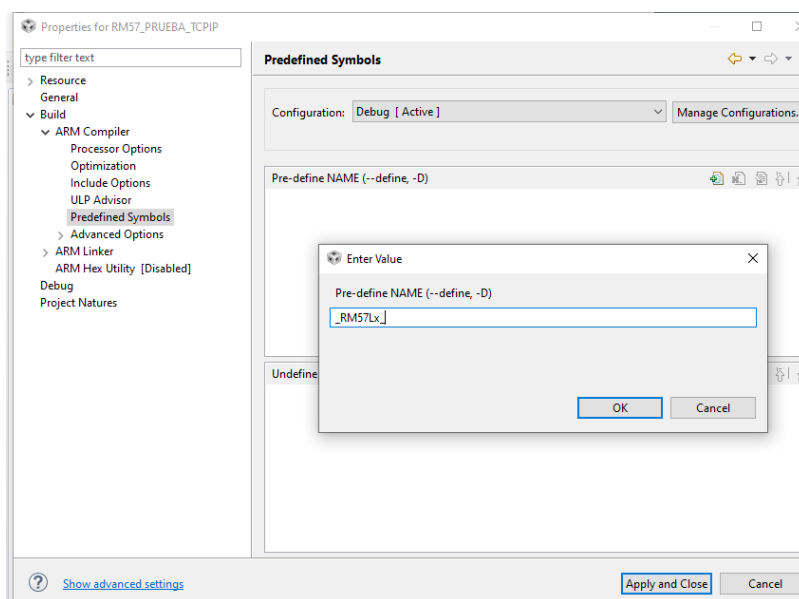 Properties for RM57_PRUEBA_TCPIP
type filter text
Resource
General
Build
ARM Compiler
Processor Options
Optimization
Include Options
ULP Advisor
Predefined Symbols
Advanced Options
ARM Linker
ARM Hex Utility [Disabled]
Debug
Project Natures
Predefined Symbols
Configuration: Debug [ Active ] Manage Configurations.
Pre-define NAME (--define, -D)
Enter Value
Pre-define NAME (--define, -D)
_RM57Lx_
OK Cancel
Undefine
? Show advanced settings
Apply and Close Cancel